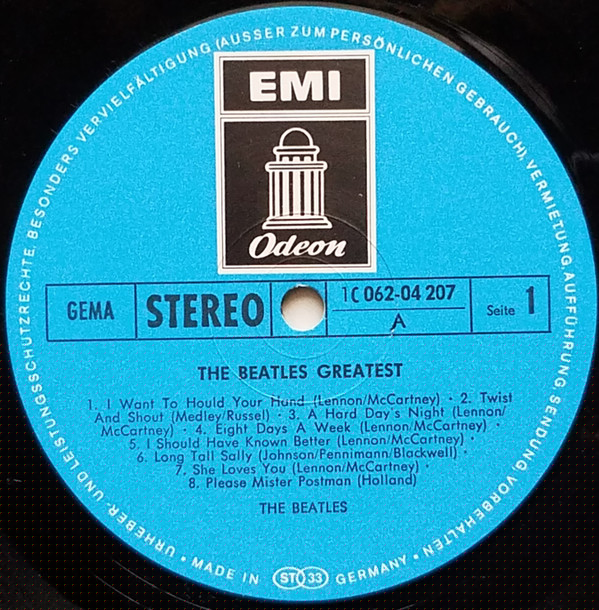 URHEBER- UND LEISTUNGSSCHUTZRECHTE, BESONDERS VERVIELFÄLTIGUNG (AUSSER ZUM PERSÖNLICHEN GEBRAUCH), VERMIETUNG, AUFFÜHRUNG, SENDUNG, VORBEHALTEN •
EMI
Odeon
GEMA
STEREO
1C 062-04 207
A
Seite 1
THE BEATLES GREATEST
1. I Want To Hould Your Hund (Lennon/McCartney) · 2. Twist
And Shout (Medley/Russel) · 3. A Hard Day's Night (Lennon/
McCartney) · 4. Eight Days A Week (Lennon/McCartney) ·
5. I Should Have Known Better (Lennon/McCartney) ·
6. Long Tall Sally (Johnson/Pennimann/Blackwell) ·
7. She Loves You (Lennon/McCartney) ·
8. Please Mister Postman (Holland)
THE BEATLES
• MADE IN ST 33 GERMANY •